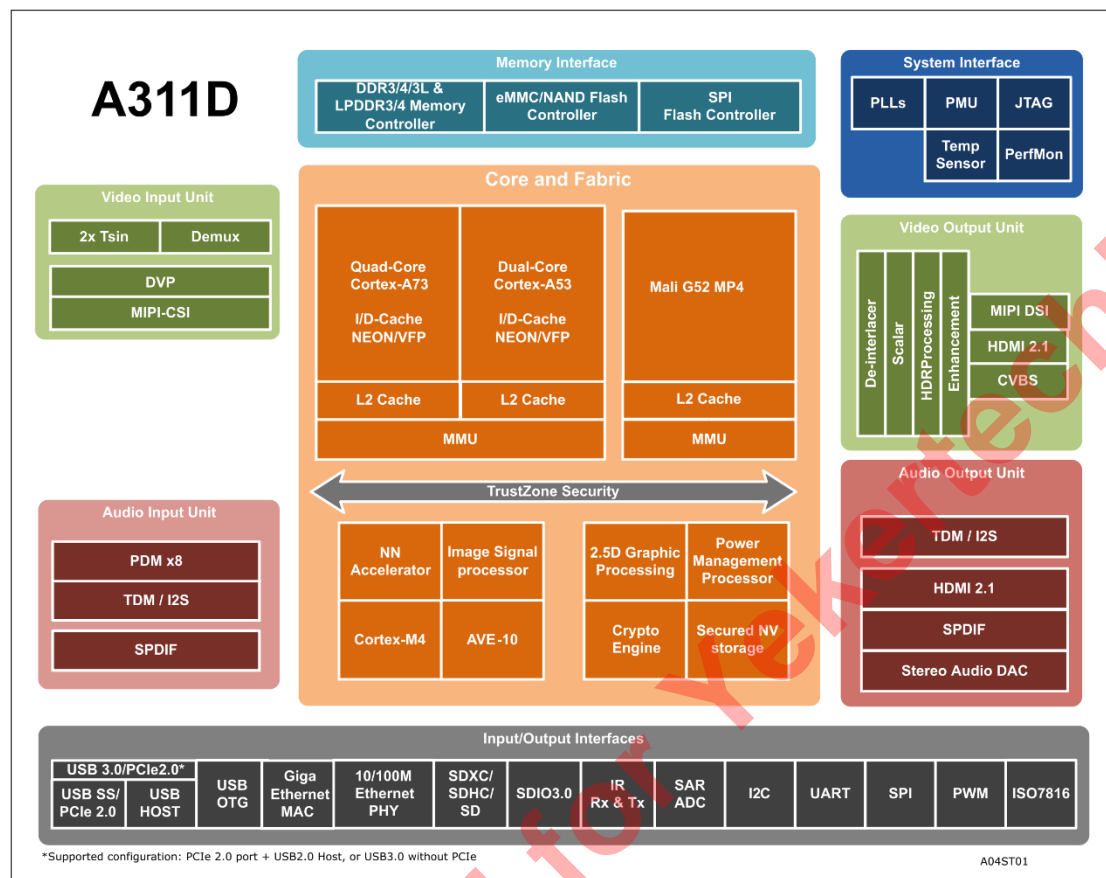 A311D
Memory Interface
DDR3/4/3L &
LPDDR3/4 Memory
Controller
eMMC/NAND Flash
Controller
SPI
Flash Controller
System Interface
PLLs
PMU
JTAG
Temp
Sensor
PerfMon
Video Input Unit
2x Tsin
Demux
DVP
MIPI-CSI
Core and Fabric
Quad-Core
Cortex-A73
I/D-Cache
NEON/VFP
Dual-Core
Cortex-A53
I/D-Cache
NEON/VFP
Mali G52 MP4
L2 Cache
L2 Cache
L2 Cache
MMU
MMU
TrustZone Security
NN
Accelerator
Image Signal
processor
2.5D Graphic
Processing
Power
Management
Processor
Cortex-M4
AVE-10
Crypto
Engine
Secured NV
storage
Video Output Unit
De-interlacer
Scalar
HDRProcessing
Enhancement
MIPI DSI
HDMI 2.1
CVBS
Audio Input Unit
PDM x8
TDM / I2S
SPDIF
Audio Output Unit
TDM / I2S
HDMI 2.1
SPDIF
Stereo Audio DAC
Input/Output Interfaces
USB 3.0/PCIe2.0*
USB SS/
PCIe 2.0
USB
HOST
USB
OTG
Giga
Ethernet
MAC
10/100M
Ethernet
PHY
SDXC/
SDHC/
SD
SDIO3.0
IR
Rx & Tx
SAR
ADC
I2C
UART
SPI
PWM
ISO7816
*Supported configuration: PCIe 2.0 port + USB2.0 Host, or USB3.0 without PCIe
A04ST01
for Yekertech